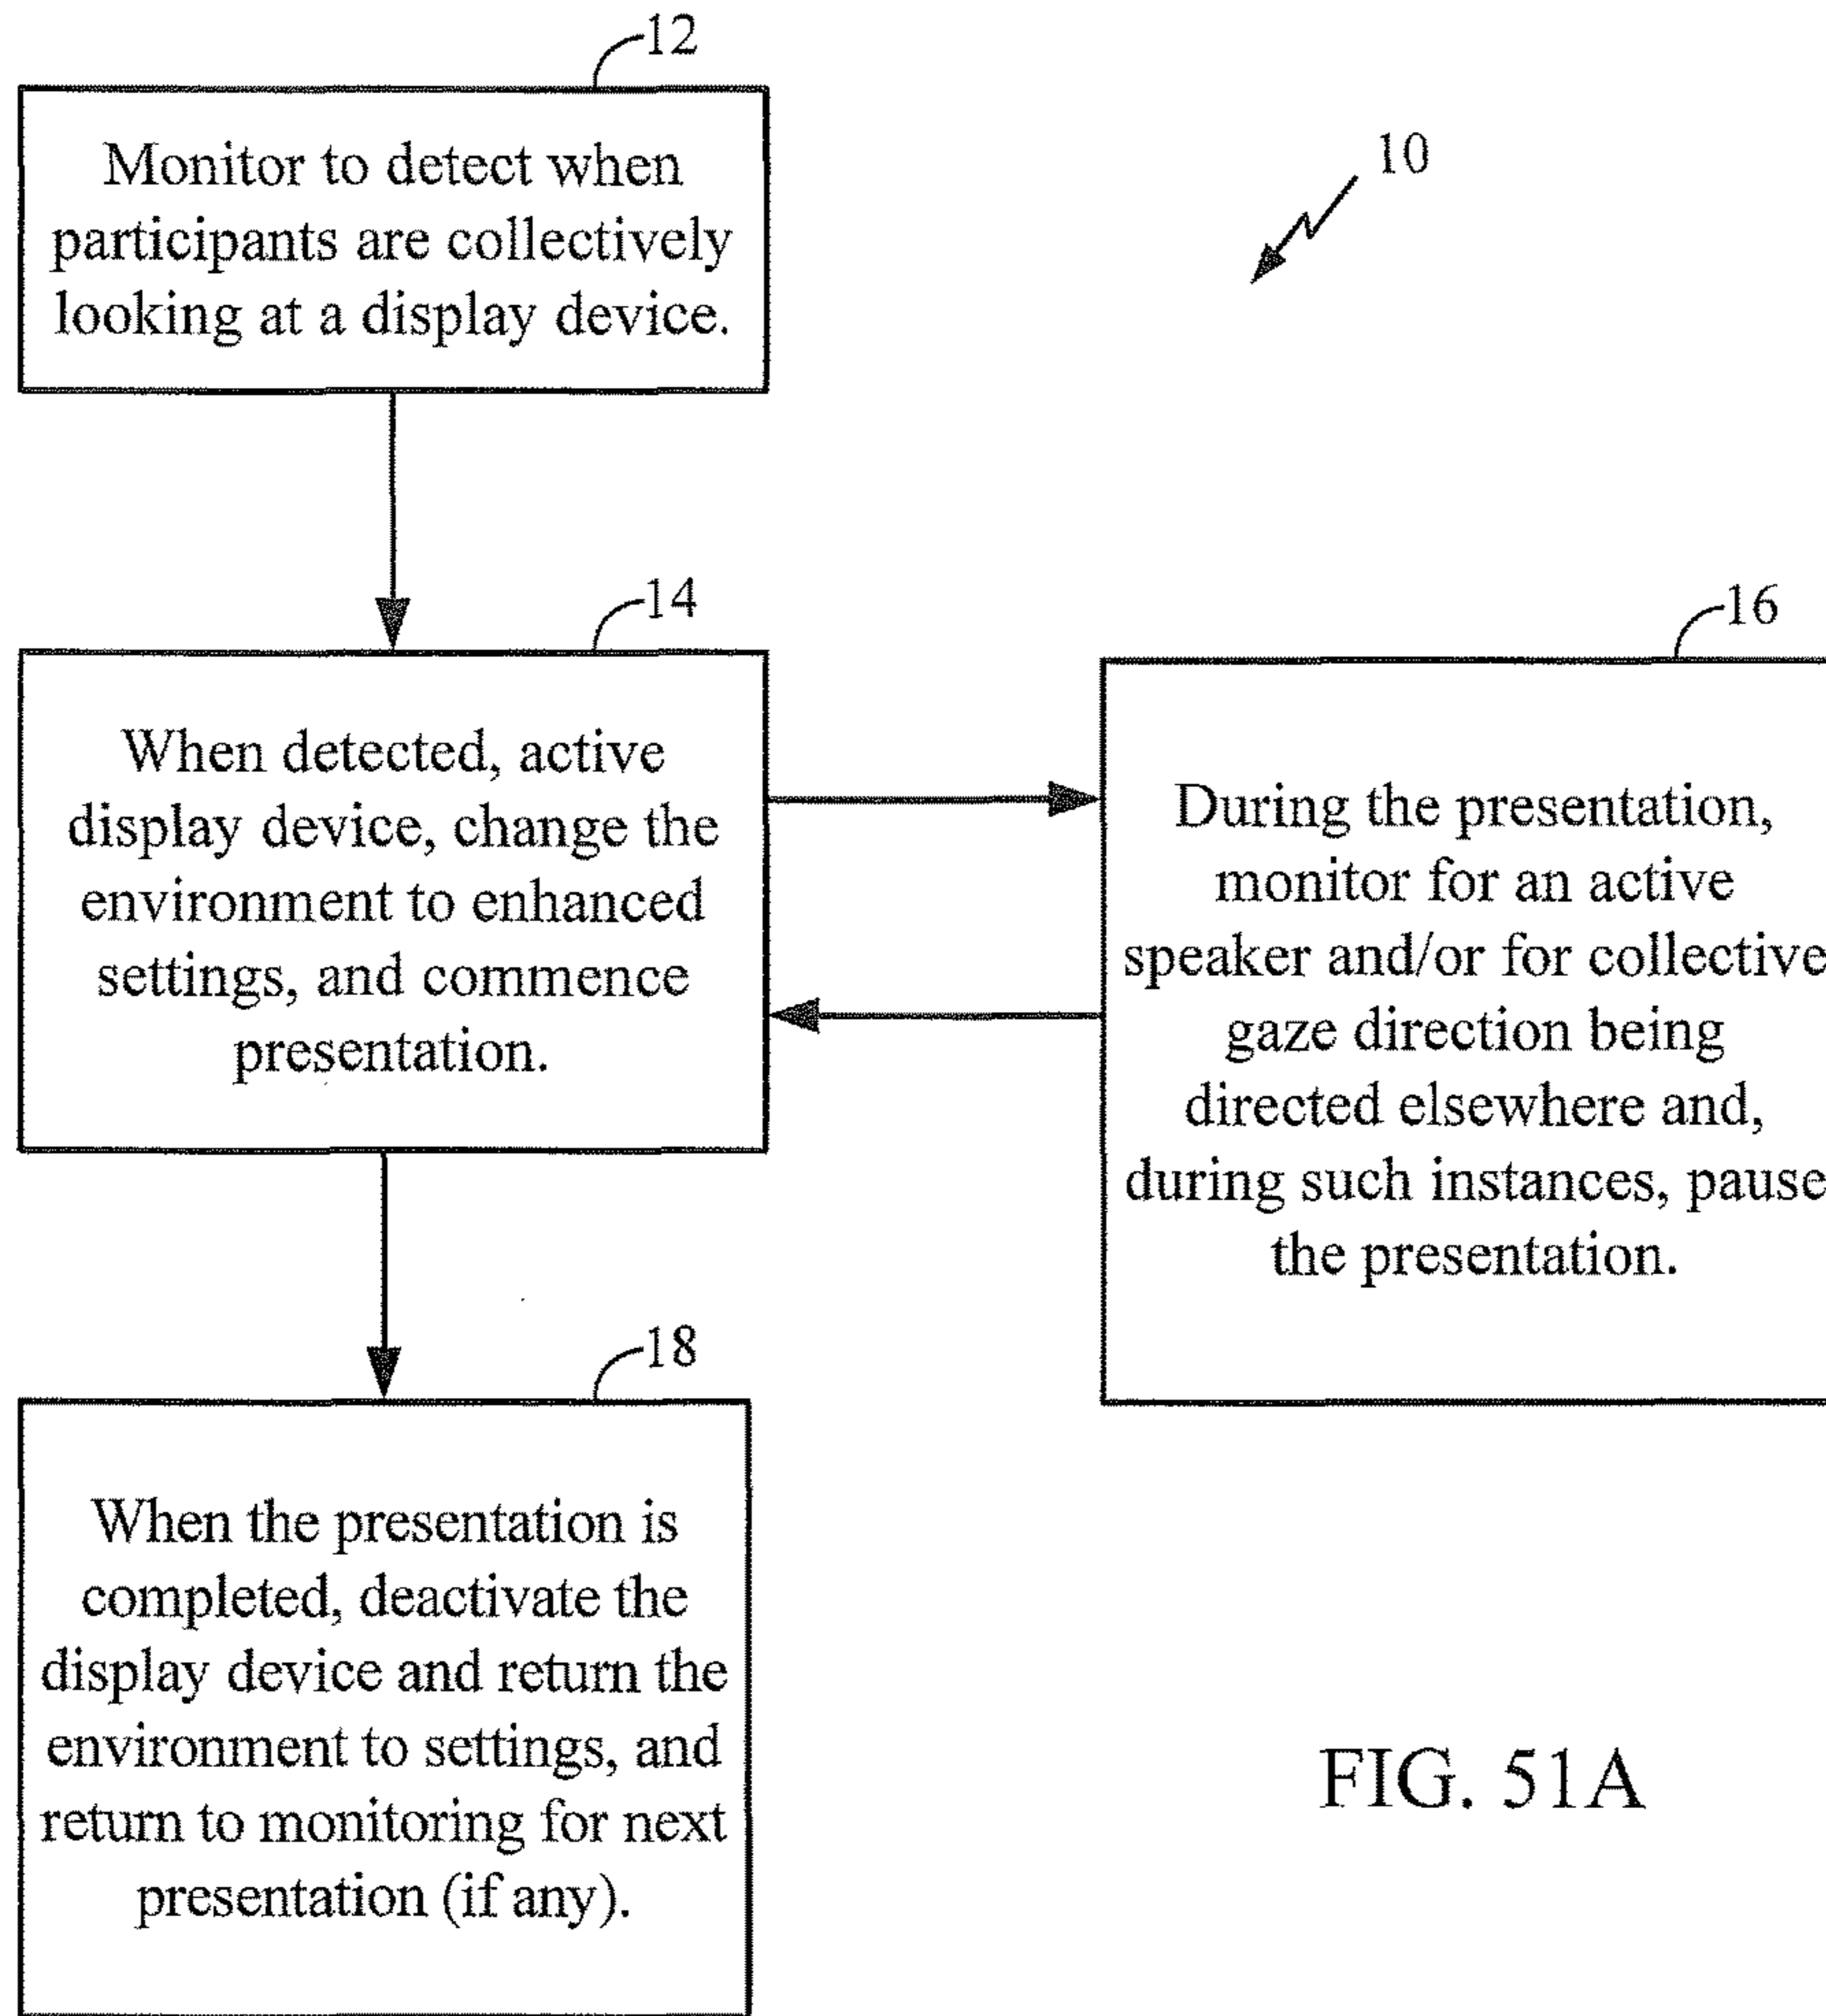 12
Monitor to detect when
participants are collectively
looking at a display device.
10
14
When detected, active
display device, change the
environment to enhanced
settings, and commence
presentation.
16
During the presentation,
monitor for an active
speaker and/or for collective
gaze direction being
directed elsewhere and,
during such instances, pause
the presentation.
18
When the presentation is
completed, deactivate the
display device and return the
environment to settings, and
return to monitoring for next
presentation (if any).
FIG. 51A